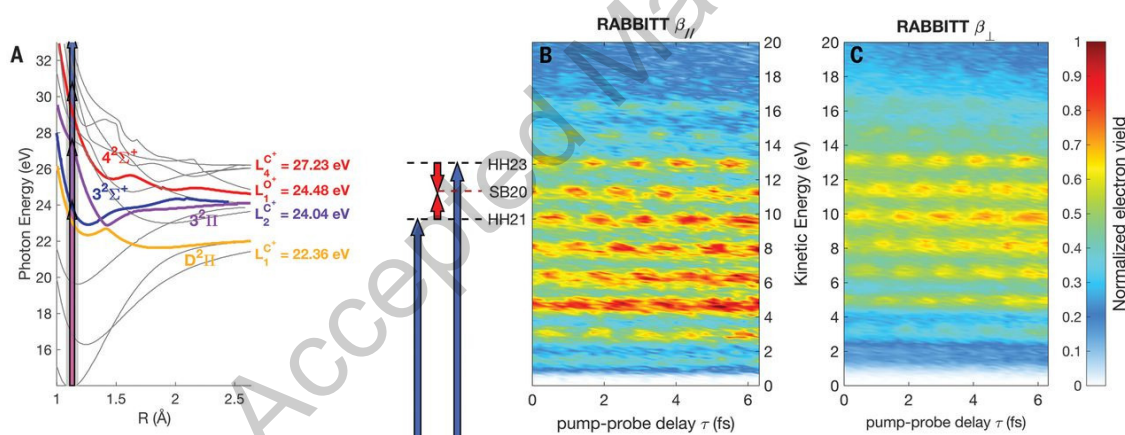 RABBITT β//
RABBITT β⊥
A
B
C
Photon Energy (eV)
32
30
28
26
24
22
20
18
16
1
1.5
2
2.5
R (Å)
4²Σ⁺
3²Σ⁺
3²Π
D²Π
L₄^C⁺ = 27.23 eV
L₁^O⁺ = 24.48 eV
L₂^C⁺ = 24.04 eV
L₁^C⁺ = 22.36 eV
HH23
SB20
HH21
20
18
16
14
12
10
8
6
4
2
0
0
2
4
6
pump-probe delay τ (fs)
Kinetic Energy (eV)
20
18
16
14
12
10
8
6
4
2
0
0
2
4
6
pump-probe delay τ (fs)
1
0.9
0.8
0.7
0.6
0.5
0.4
0.3
0.2
0.1
0
Normalized electron yield
Accepted Ma